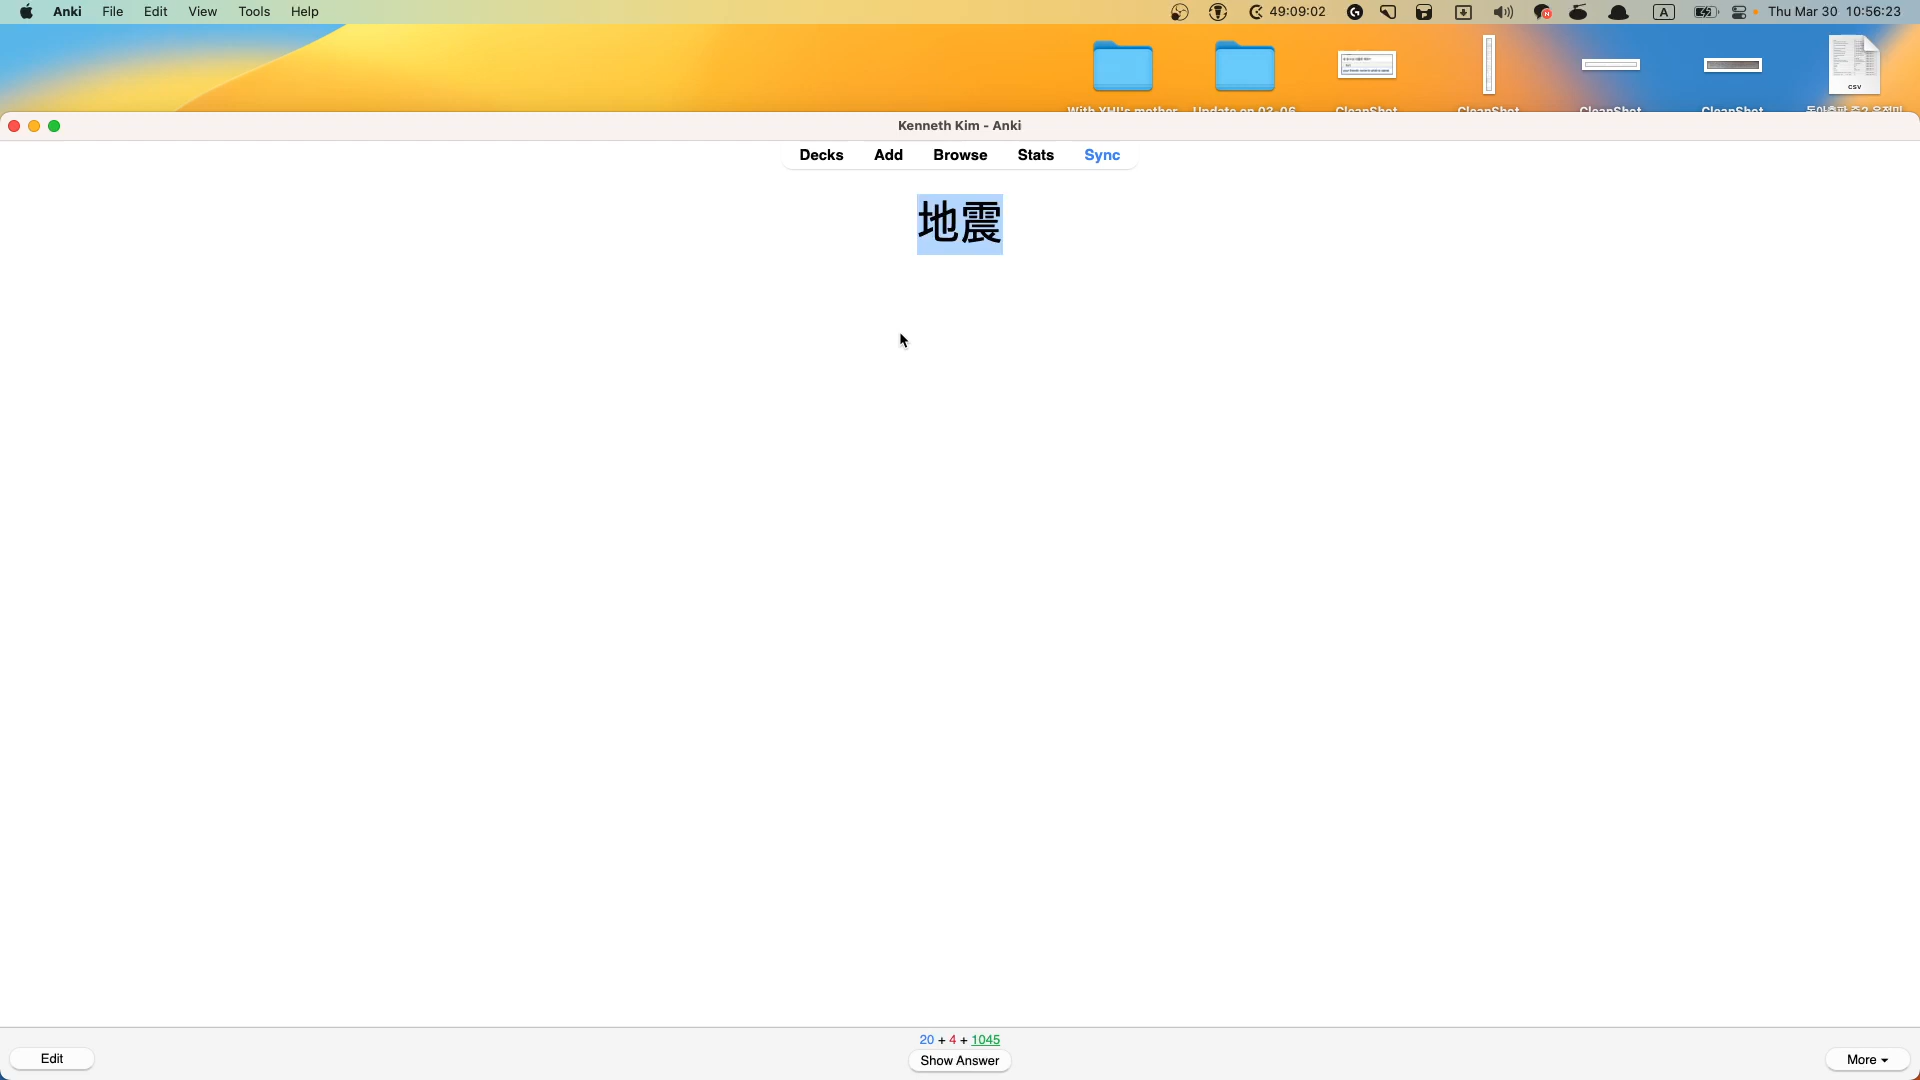 Anki File Edit View Tools Help 49:09:02 A Thu Mar 30 10:56:23
CSV
Kenneth Kim - Anki
Decks Add Browse Stats Sync
地震
20 + 4 + 1045
Edit Show Answer More